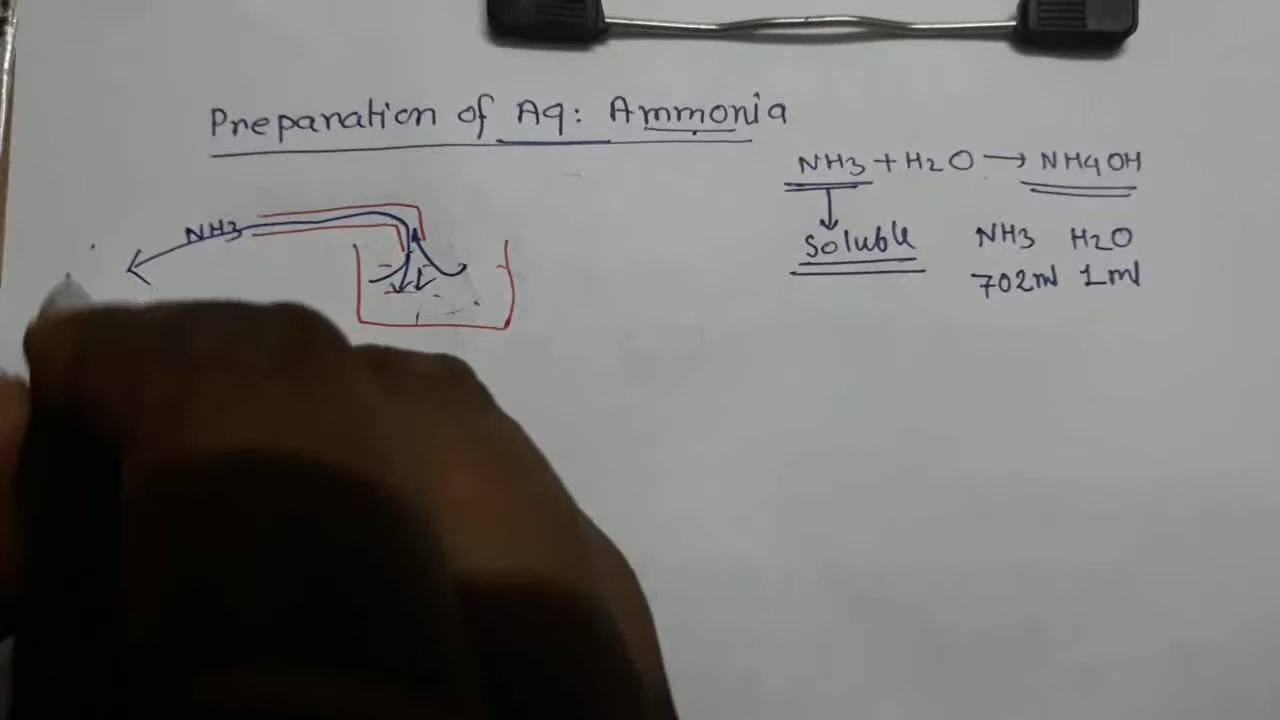 Preparation of Aq: Ammonia
NH3 + H2O → NH4OH
Soluble
NH3 H2O
702ml 1ml
NH3